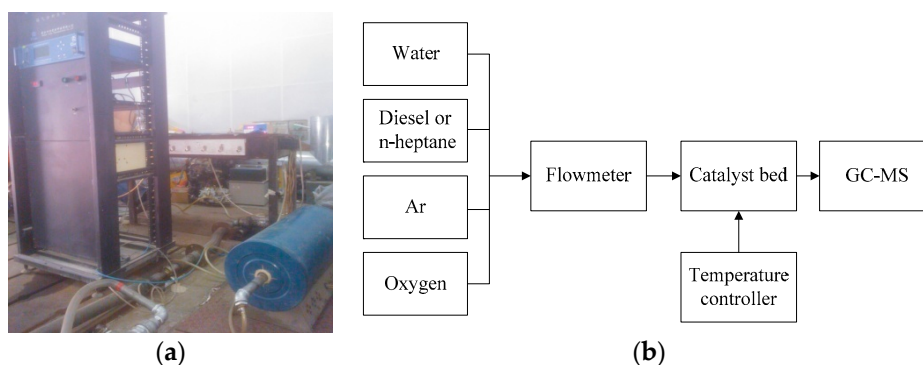 Water
Diesel or
n-heptane
Ar
Oxygen
Flowmeter
Catalyst bed
GC-MS
Temperature
controller
(a)
(b)